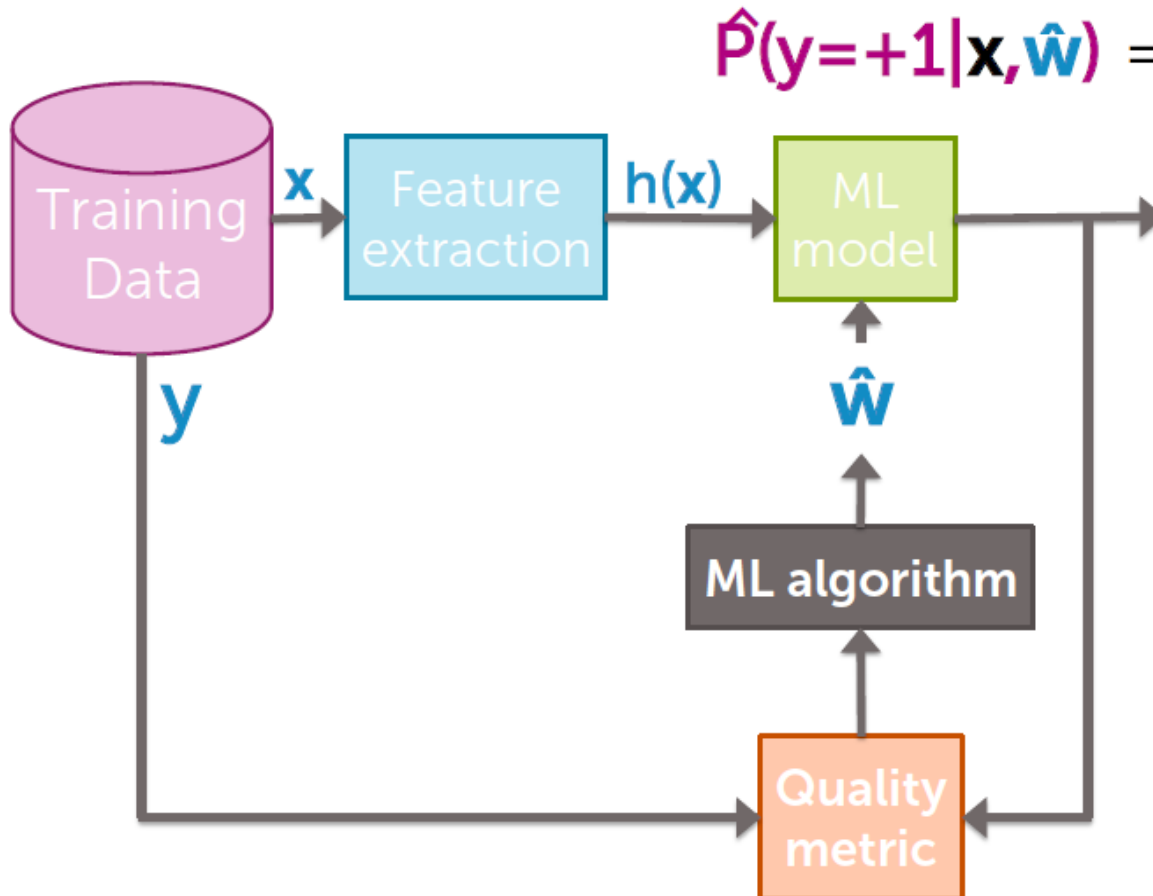 P̂(y=+1|x,ŵ) =
Training
Data
x
Feature
extraction
h(x)
ML
model
y
ŵ
ML algorithm
Quality
metric